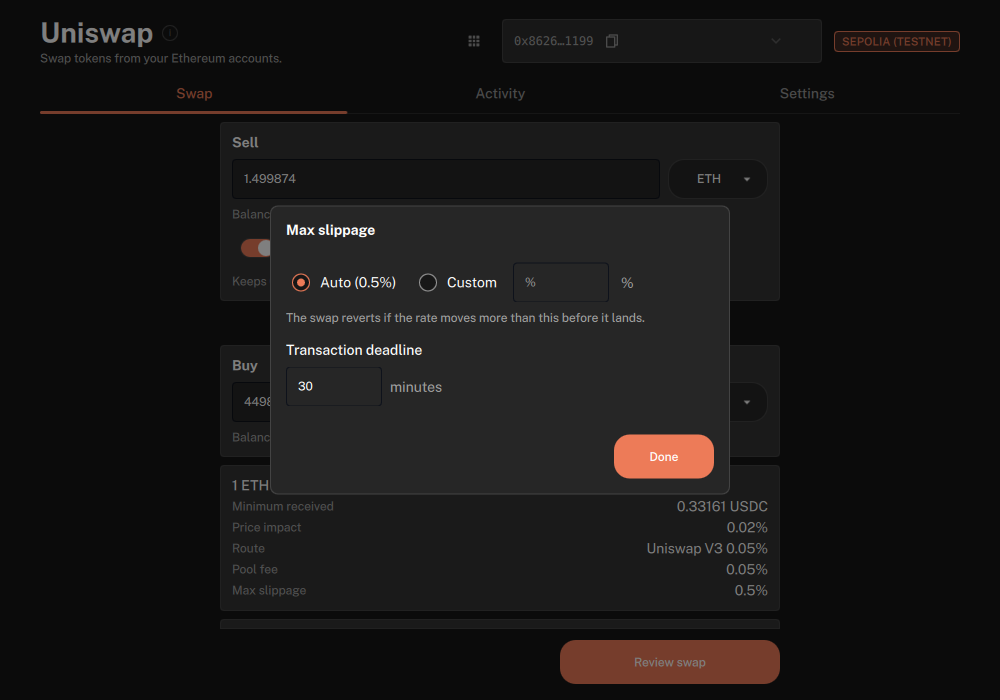 Uniswap
Swap tokens from your Ethereum accounts.
0x8626…1199
SEPOLIA (TESTNET)
Swap Activity Settings
Sell
1.499874
ETH
Max slippage
Auto (0.5%) Custom % %
The swap reverts if the rate moves more than this before it lands.
Transaction deadline
30 minutes
Done
Keeps
Buy
1 ETH
Minimum received 0.33161 USDC
Price impact 0.02%
Route Uniswap V3 0.05%
Pool fee 0.05%
Max slippage 0.5%
Review swap